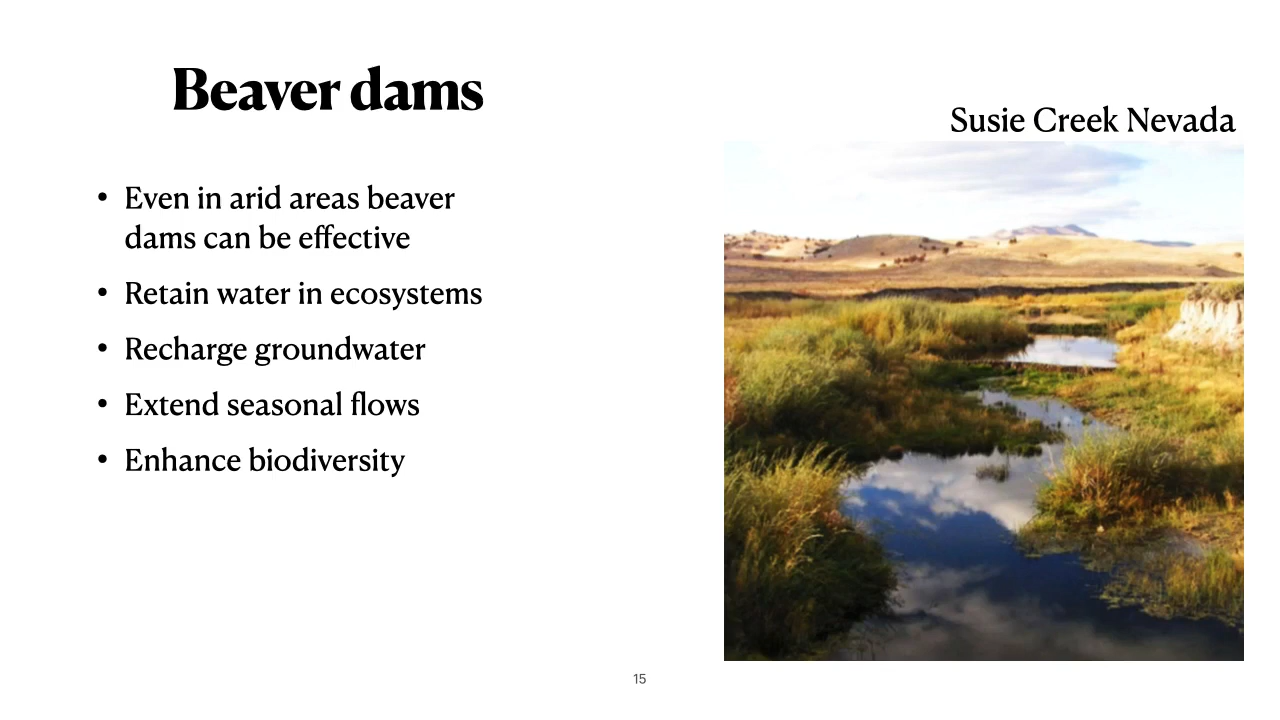 Beaver dams
Susie Creek Nevada
• Even in arid areas beaver
dams can be effective
• Retain water in ecosystems
• Recharge groundwater
• Extend seasonal flows
• Enhance biodiversity
15